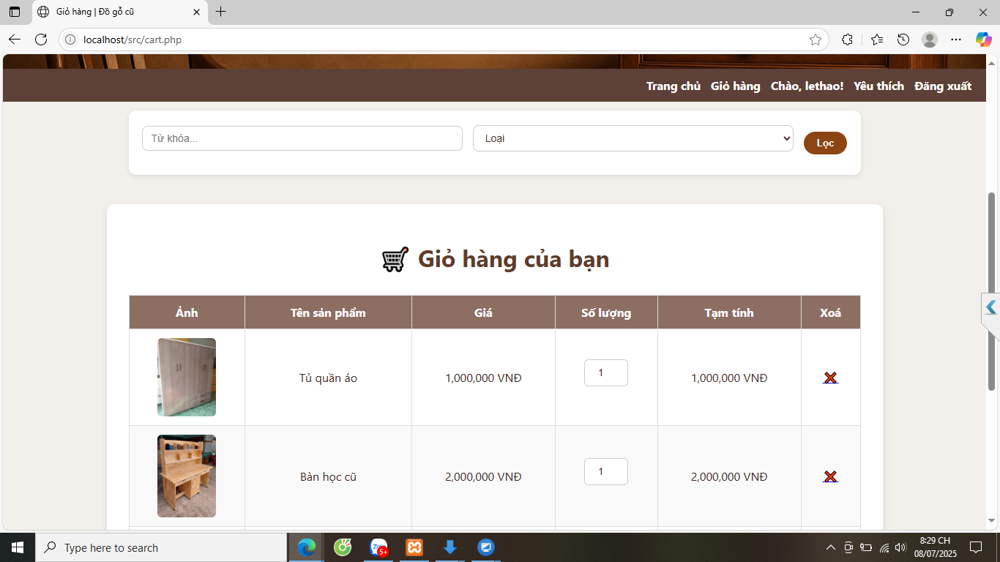 Giỏ hàng | Đồ gỗ cũ
localhost/src/cart.php
Trang chủ Giỏ hàng Chào, lethao! Yêu thích Đăng xuất
Từ khóa...
Loại
Lọc
Giỏ hàng của bạn
Ảnh Tên sản phẩm Giá Số lượng Tạm tính Xoá
Tủ quần áo 1,000,000 VNĐ 1 1,000,000 VNĐ
Bàn học cũ 2,000,000 VNĐ 1 2,000,000 VNĐ
Type here to search
5+
8:29 CH
08/07/2025